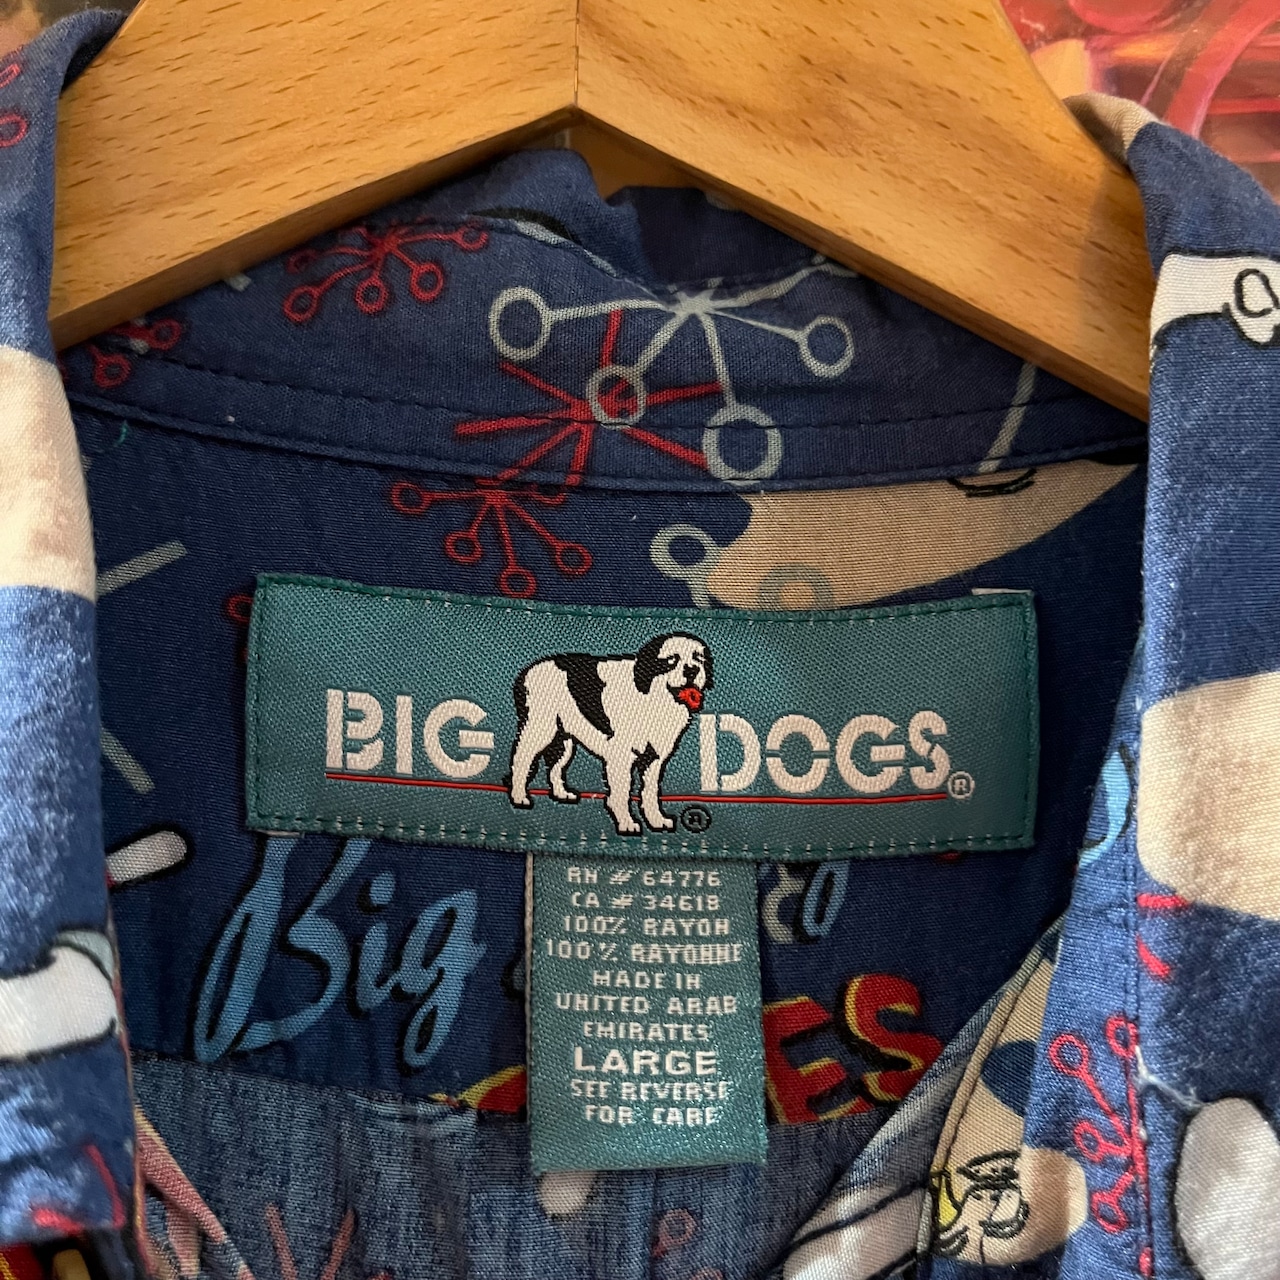 BIG DOGS®
®
RN # 64776
CA # 34618
100% RAYON
100% RAYONNE
MADE IN
UNITED ARAB
EMIRATES
LARGE
SEE REVERSE
FOR CARE
Big